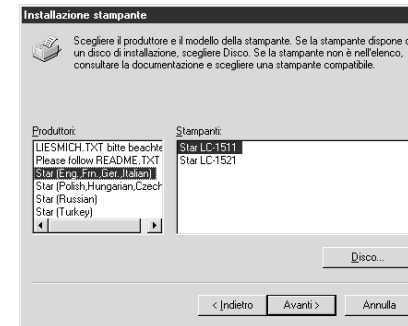 Installazione stampante
Scegliere il produttore e il modello della stampante. Se la stampante dispone
un disco di installazione, scegliere Disco. Se la stampante non è nell'elenco,
consultare la documentazione e scegliere una stampante compatibile.
Produttori:
LIESMICH.TXT bitte beachte
Please follow README.TXT
Star (Eng.,Frn.,Ger.,Italian)
Star (Polish,Hungarian,Czech
Star (Russian)
Star (Turkey)
Stampanti:
Star LC-1511
Star LC-1521
Disco...
< Indietro
Avanti >
Annulla